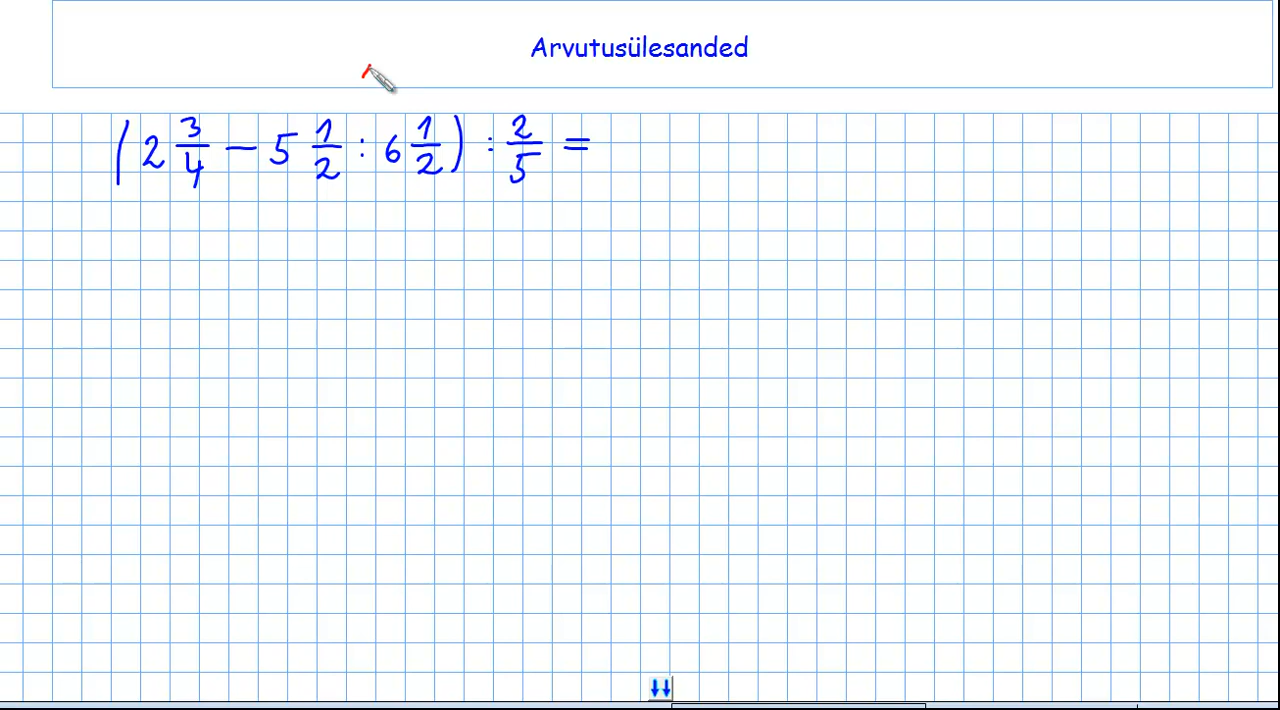 Arvutusülesanded
(2 3/4 - 5 1/2 : 6 1/2) : 2/5 =